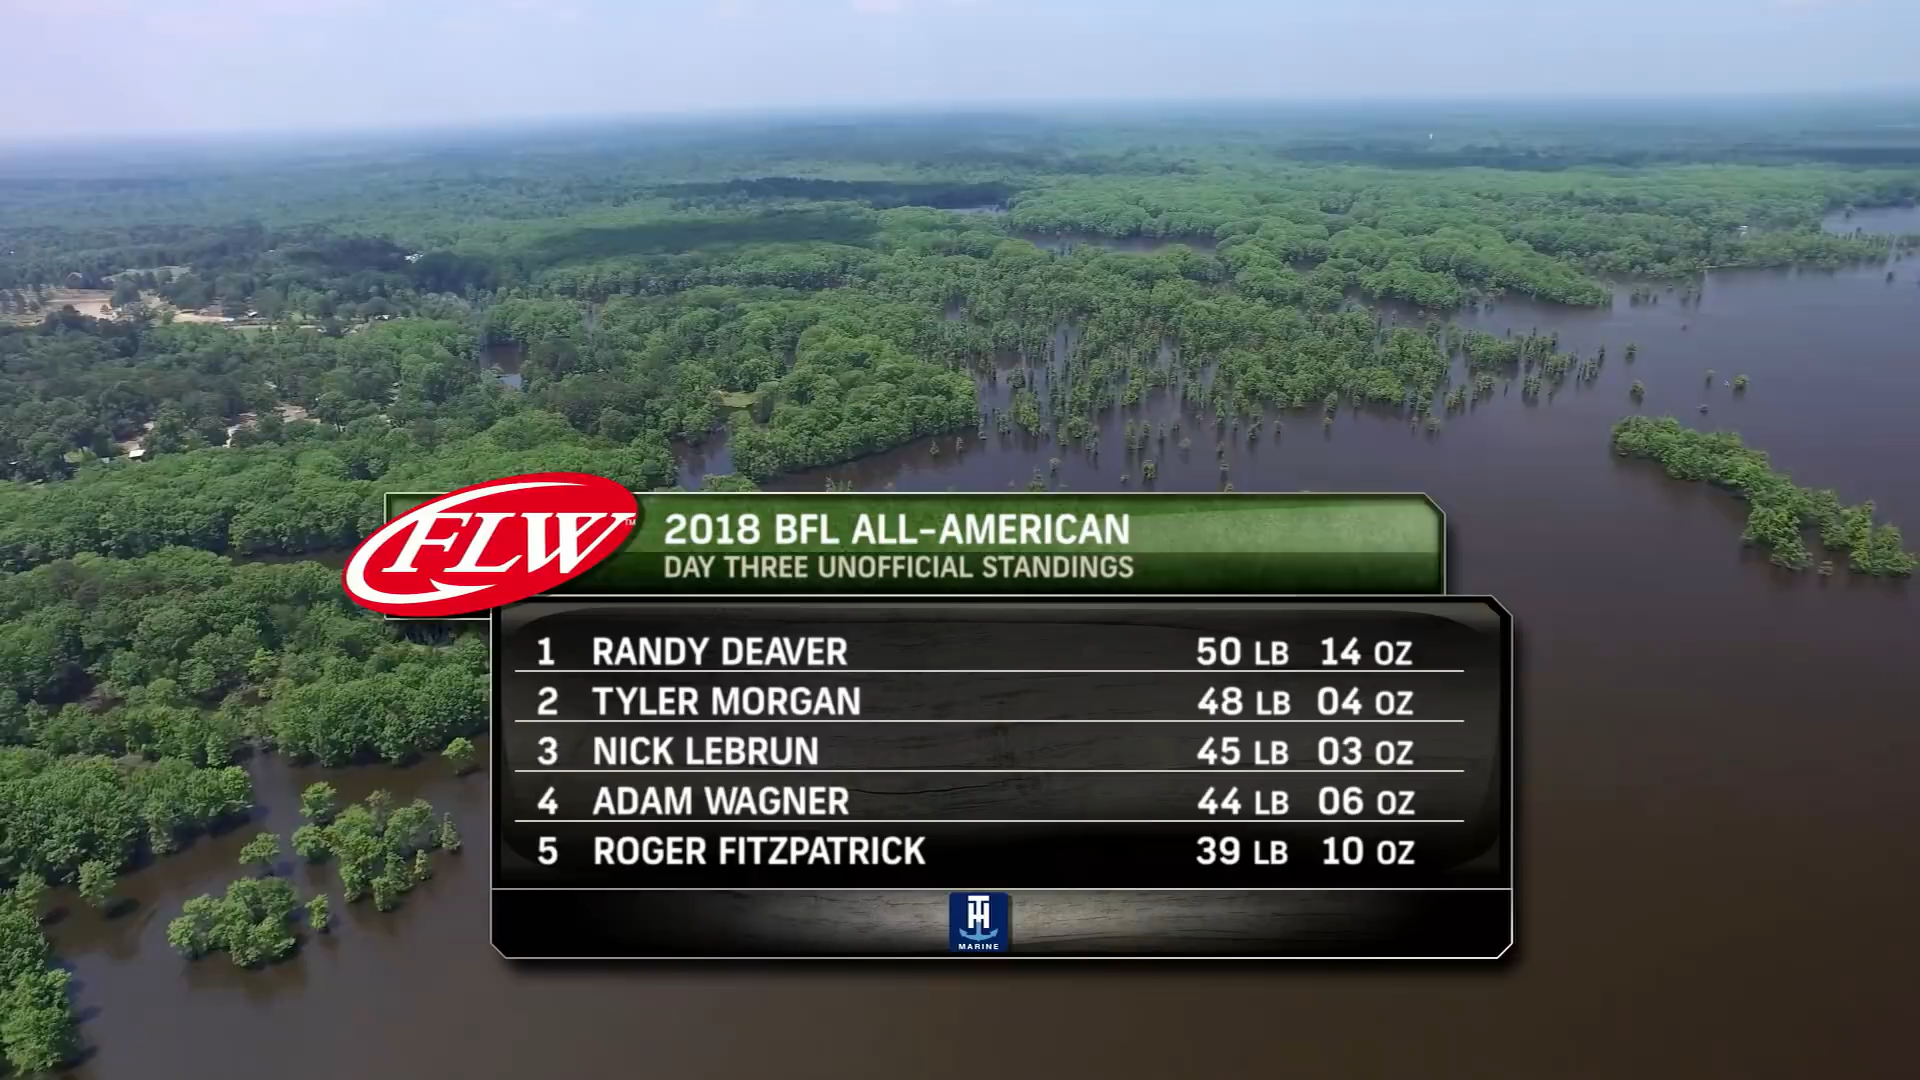 FLW™
2018 BFL ALL-AMERICAN
DAY THREE UNOFFICIAL STANDINGS
1 RANDY DEAVER 50 LB 14 OZ
2 TYLER MORGAN 48 LB 04 OZ
3 NICK LEBRUN 45 LB 03 OZ
4 ADAM WAGNER 44 LB 06 OZ
5 ROGER FITZPATRICK 39 LB 10 OZ
TH
MARINE